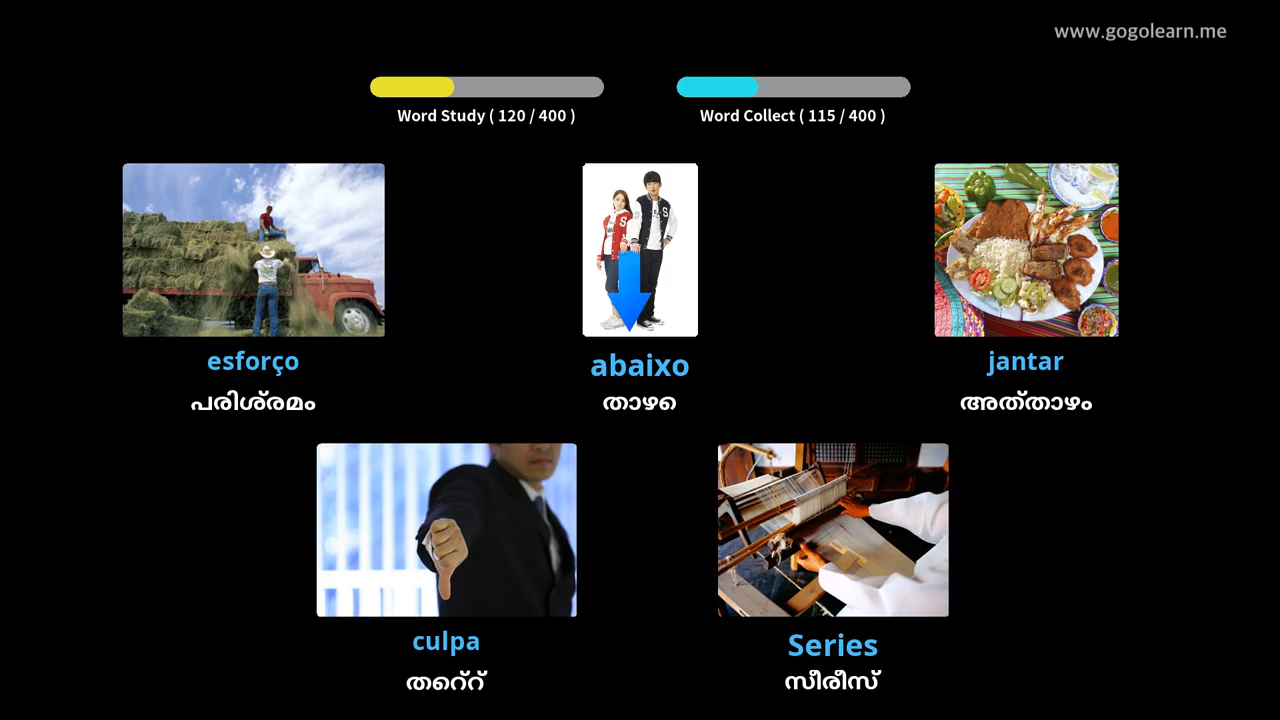 www.gogolearn.me
Word Study ( 120 / 400 )
Word Collect ( 115 / 400 )
S
S
esforço
abaixo
jantar
പരിശ്രമം
താഴെ
അത്താഴം
culpa
Series
തെറ്റ്
സീരീസ്